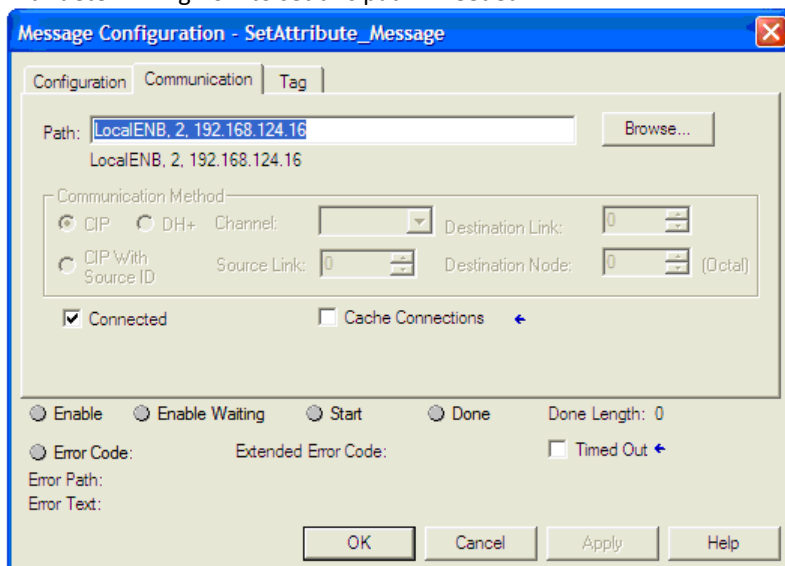 Message Configuration - SetAttribute_Message
Configuration Communication Tag
Path: LocalENB, 2, 192.168.124.16 Browse...
LocalENB, 2, 192.168.124.16
Communication Method
CIP DH+ Channel: Destination Link: 0
CIP With Source ID Source Link: 0 Destination Node: 0 (Octal)
Connected Cache Connections
Enable Enable Waiting Start Done Done Length: 0
Error Code: Extended Error Code: Timed Out
Error Path:
Error Text:
OK Cancel Apply Help